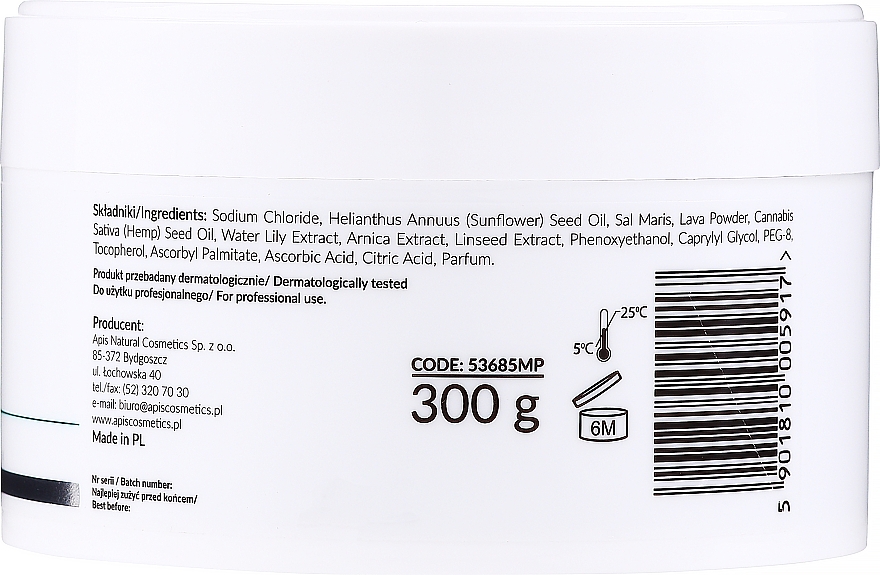 Składniki/Ingredients: Sodium Chloride, Helianthus Annuus (Sunflower) Seed Oil, Sal Maris, Lava Powder, Cannabis
Sativa (Hemp) Seed Oil, Water Lily Extract, Arnica Extract, Linseed Extract, Phenoxyethanol, Caprylyl Glycol, PEG-8,
Tocopherol, Ascorbyl Palmitate, Ascorbic Acid, Citric Acid, Parfum.
Produkt przebadany dermatologicznie/ Dermatologically tested
Do użytku profesjonalnego/ For professional use.
Producent:
Apis Natural Cosmetics Sp. z o.o.
85-372 Bydgoszcz
ul. Łochowska 40
tel./fax: (52) 320 70 30
e-mail: biuro@apiscosmetics.pl
www.apiscosmetics.pl
Made in PL
Nr serii / Batch number:
Najlepiej zużyć przed końcem/
Best before:
CODE: 53685MP
300 g
25°C
5°C
6M
5 901810 005917 >